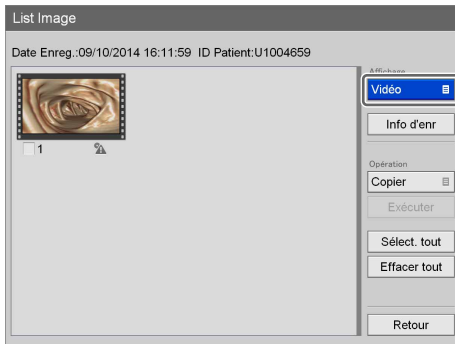 List Image
Date Enreg.:09/10/2014 16:11:59 ID Patient:U1004659
Affichage
Vidéo
1
Info d'enr
Opération
Copier
Exécuter
Sélect. tout
Effacer tout
Retour